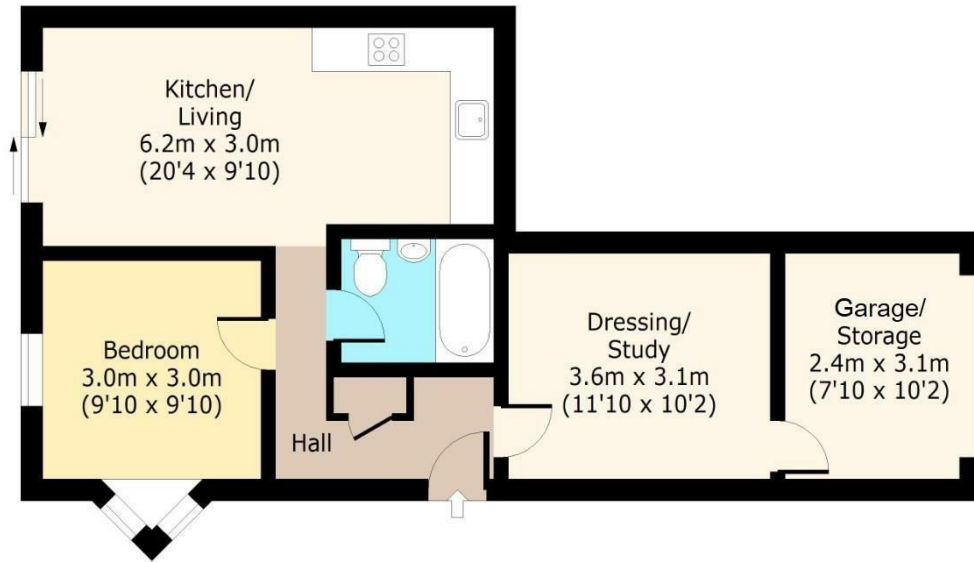 Kitchen/
Living
6.2m x 3.0m
(20'4 x 9'10)
Bedroom
3.0m x 3.0m
(9'10 x 9'10)
Hall
Dressing/
Study
3.6m x 3.1m
(11'10 x 10'2)
Garage/
Storage
2.4m x 3.1m
(7'10 x 10'2)